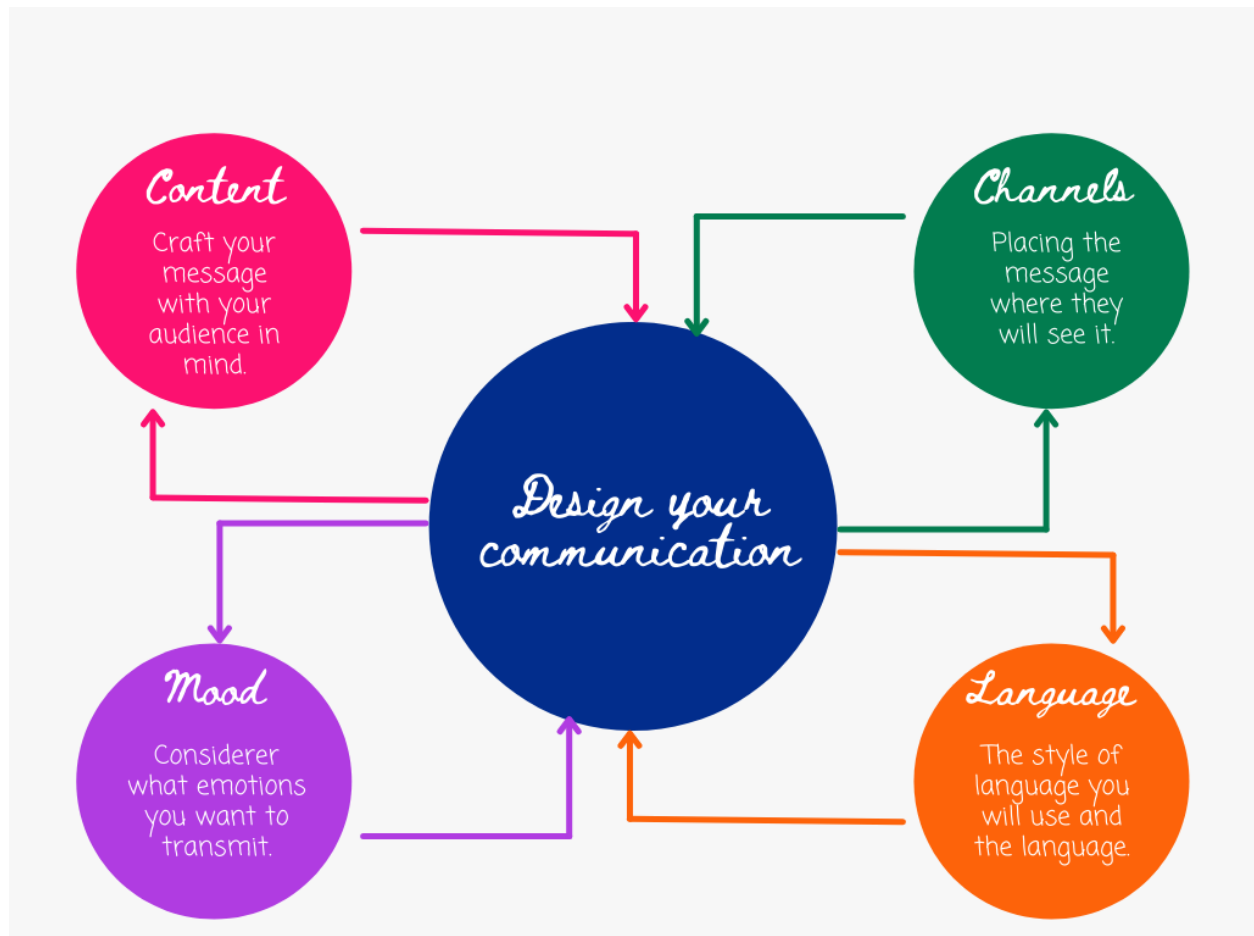 Content
Craft your
message
with your
audience in
mind.
Channels
Placing the
message
where they
will see it.
Design your
communication
Mood
Considerer
what emotions
you want to
transmit.
Language
The style of
language you
will use and
the language.